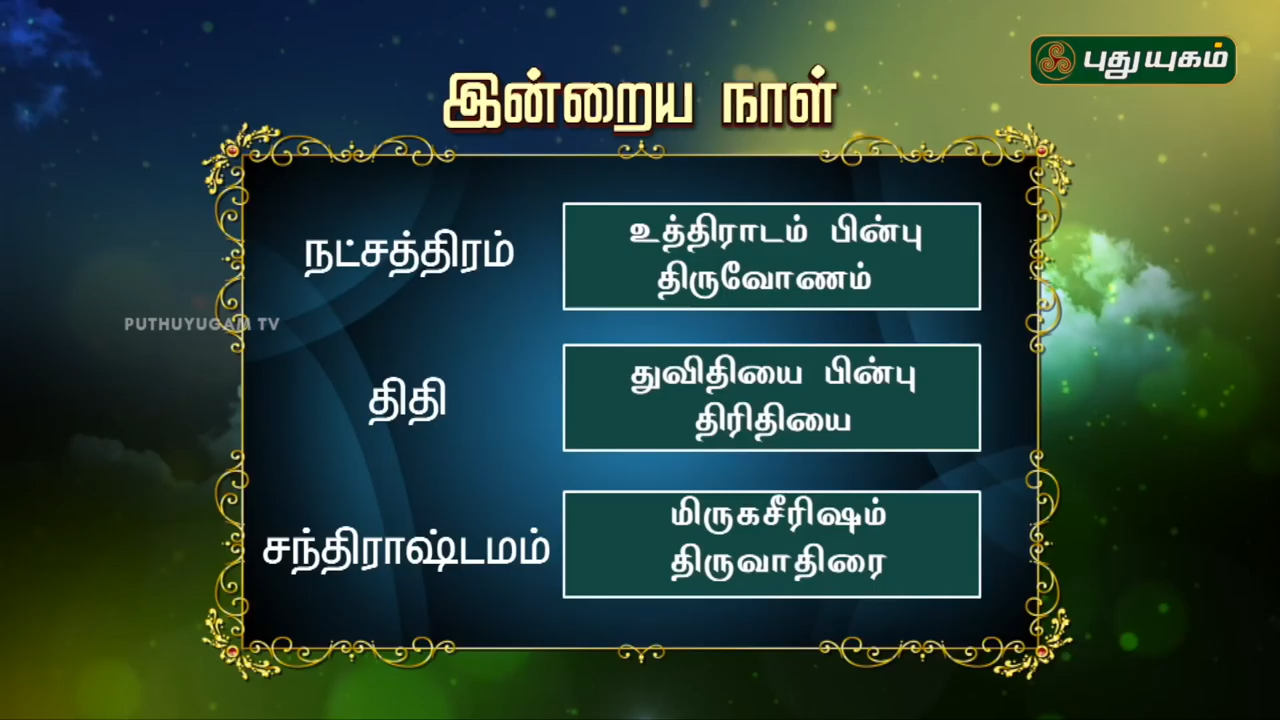 புதுயுகம்
இன்றைய நாள்
நட்சத்திரம்
உத்திராடம் பின்பு
திருவோணம்
PUTHUYUGAM TV
திதி
துவிதியை பின்பு
திரிதியை
சந்திராஷ்டமம்
மிருகசீரிஷம்
திருவாதிரை